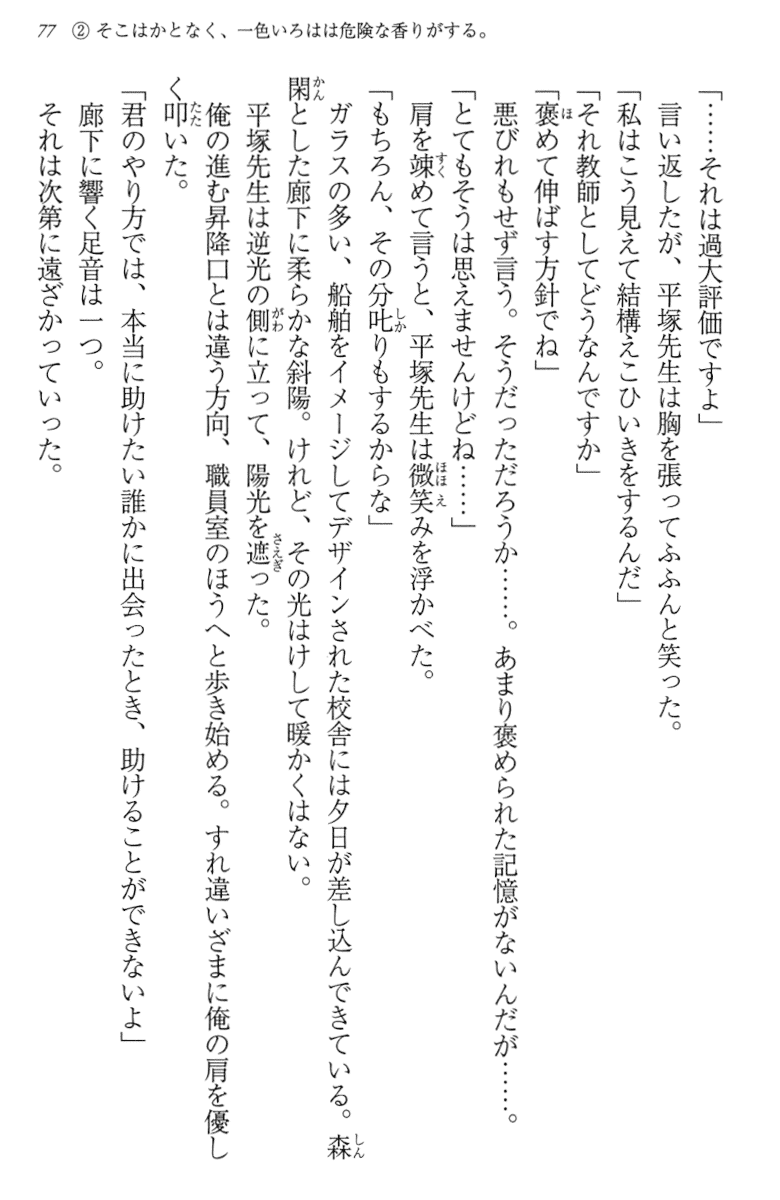 77 ② そこはかとなく、一色いろはは危険な香りがする。
「……それは過大評価ですよ」
言い返したが、平塚先生は胸を張ってふふんと笑った。
「私はこう見えて結構えこひいきをするんだ」
「それ教師としてどうなんですか」
「褒めて伸ばす方針でね」
悪びれもせず言う。そうだっただろうか……。あまり褒められた記憶がないんだが……。
「とてもそうは思えませんけどね……」
肩を竦めて言うと、平塚先生は微笑みを浮かべた。
「もちろん、その分叱りもするからな」
ガラスの多い、船舶をイメージしてデザインされた校舎には夕日が差し込んできている。森
閑とした廊下に柔らかな斜陽。けれど、その光はけして暖かくはない。
平塚先生は逆光の側に立って、陽光を遮った。
俺の進む昇降口とは違う方向、職員室のほうへと歩き始める。すれ違いざまに俺の肩を優し
く叩いた。
「君のやり方では、本当に助けたい誰かに出会ったとき、助けることができないよ」
廊下に響く足音は一つ。
それは次第に遠ざかっていった。